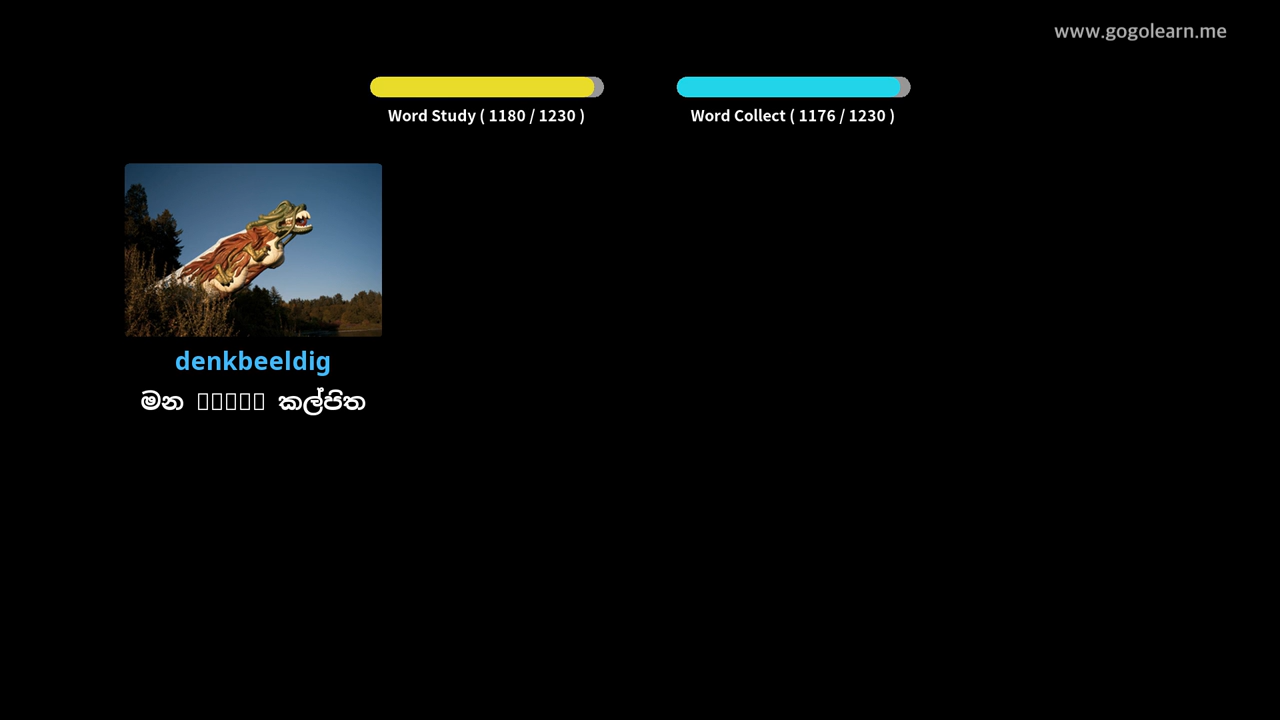 www.gogolearn.me
Word Study ( 1180 / 1230 )
Word Collect ( 1176 / 1230 )
denkbeeldig
මන කල්පිත